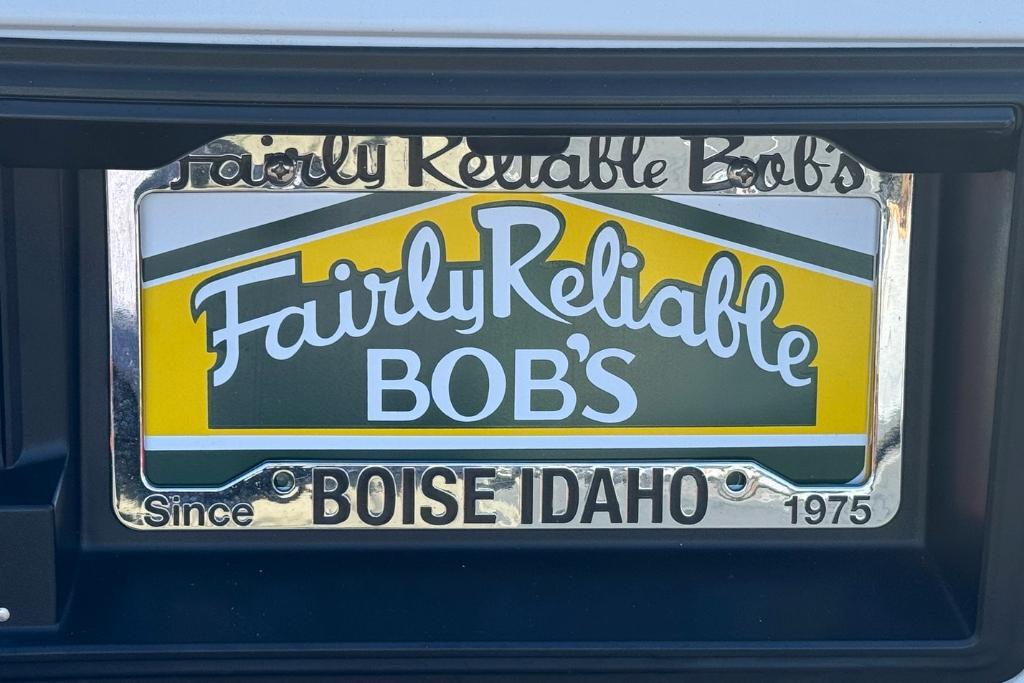 Fairly Reliable Bob's
Fairly Reliable
BOB'S
Since BOISE IDAHO 1975